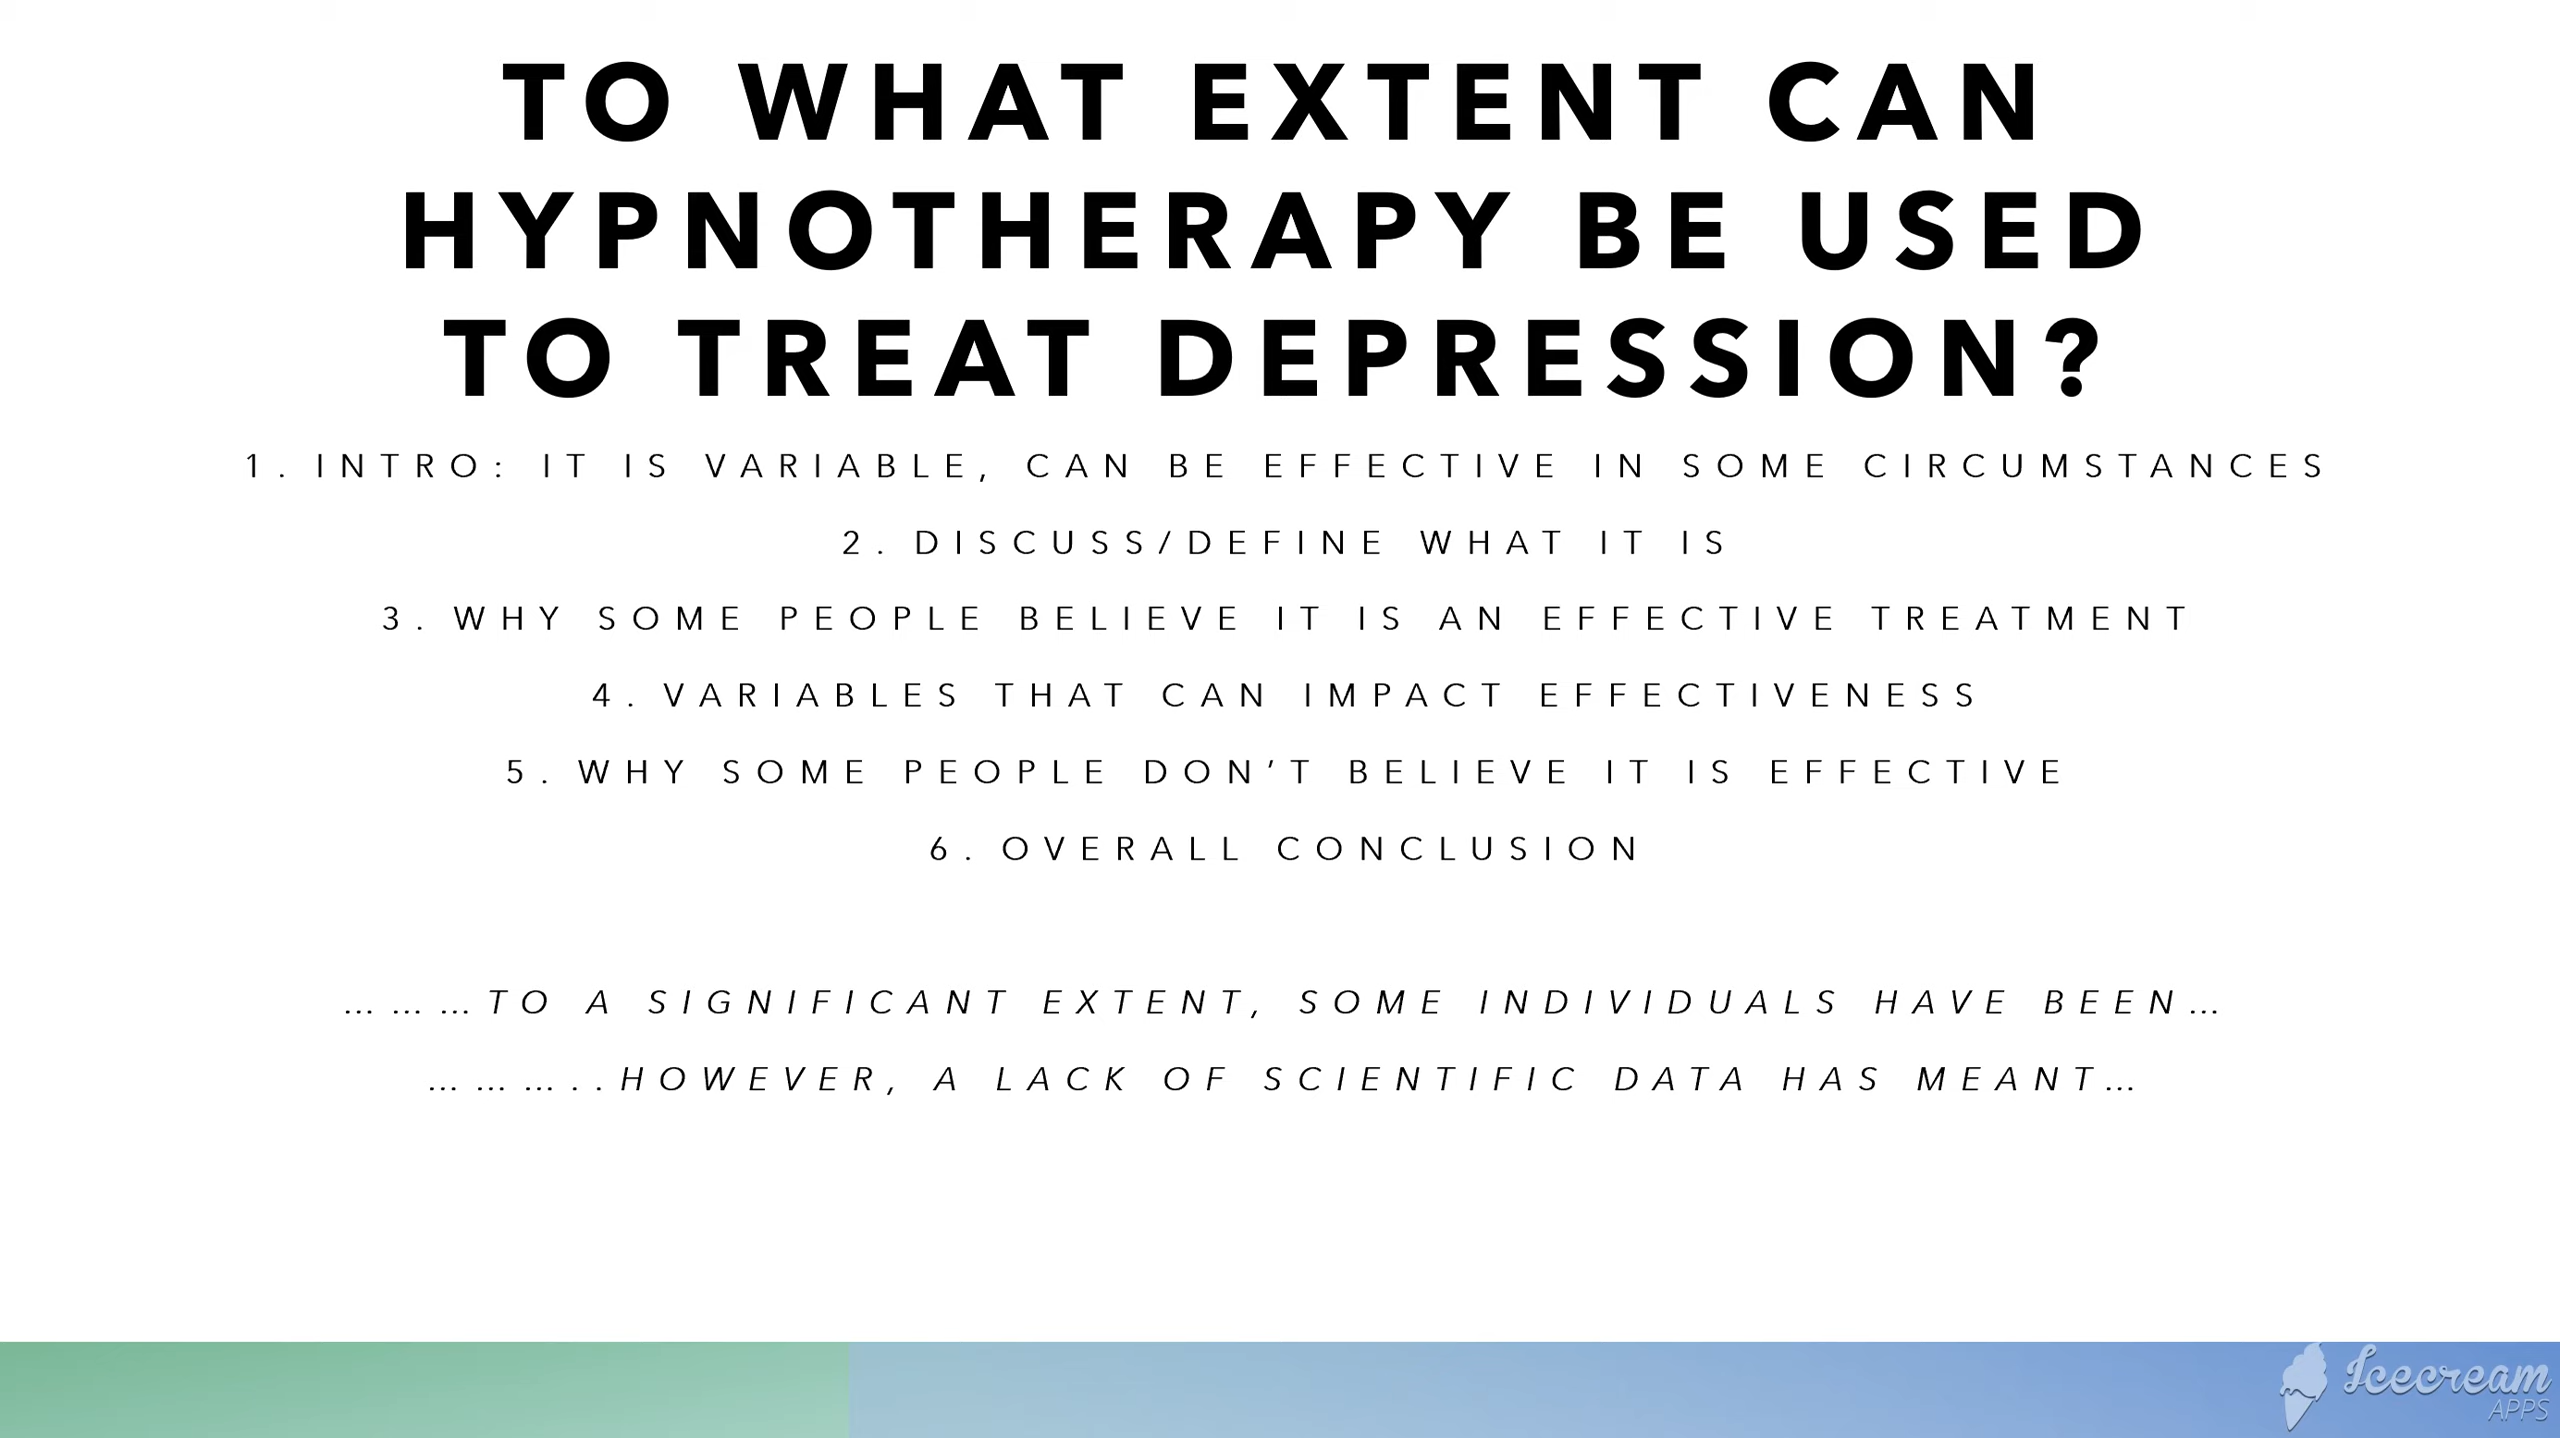 TO WHAT EXTENT CAN
HYPNOTHERAPY BE USED
TO TREAT DEPRESSION?
1. INTRO: IT IS VARIABLE, CAN BE EFFECTIVE IN SOME CIRCUMSTANCES
2. DISCUSS/DEFINE WHAT IT IS
3. WHY SOME PEOPLE BELIEVE IT IS AN EFFECTIVE TREATMENT
4. VARIABLES THAT CAN IMPACT EFFECTIVENESS
5. WHY SOME PEOPLE DON’T BELIEVE IT IS EFFECTIVE
6. OVERALL CONCLUSION
………TO A SIGNIFICANT EXTENT, SOME INDIVIDUALS HAVE BEEN…
………..HOWEVER, A LACK OF SCIENTIFIC DATA HAS MEANT…
Icecream
APPS